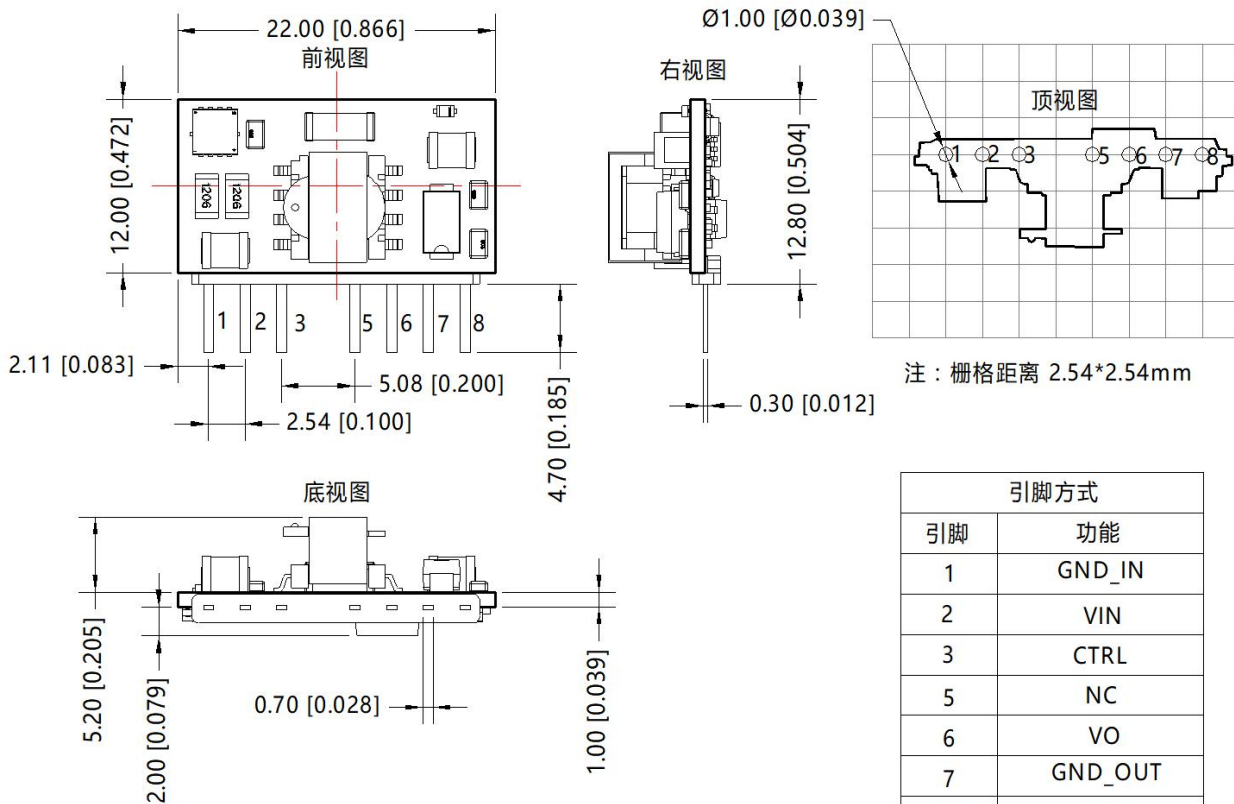 22.00 [0.866]
前视图
12.00 [0.472]
1206
1206
1
2
3
5
6
7
8
2.11 [0.083]
5.08 [0.200]
2.54 [0.100]
4.70 [0.185]
右视图
12.80 [0.504]
0.30 [0.012]
Ø1.00 [Ø0.039]
顶视图
1
2
3
5
6
7
8
注：栅格距离 2.54*2.54mm
底视图
5.20 [0.205]
2.00 [0.079]
0.70 [0.028]
1.00 [0.039]
引脚方式
引脚 功能
1 GND_IN
2 VIN
3 CTRL
5 NC
6 VO
7 GND_OUT